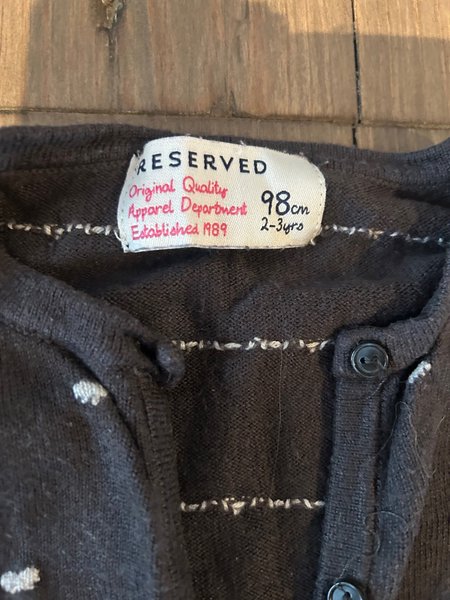 RESERVED
Original Quality
Apparel Department
Established 1989
98cm
2-3yrs